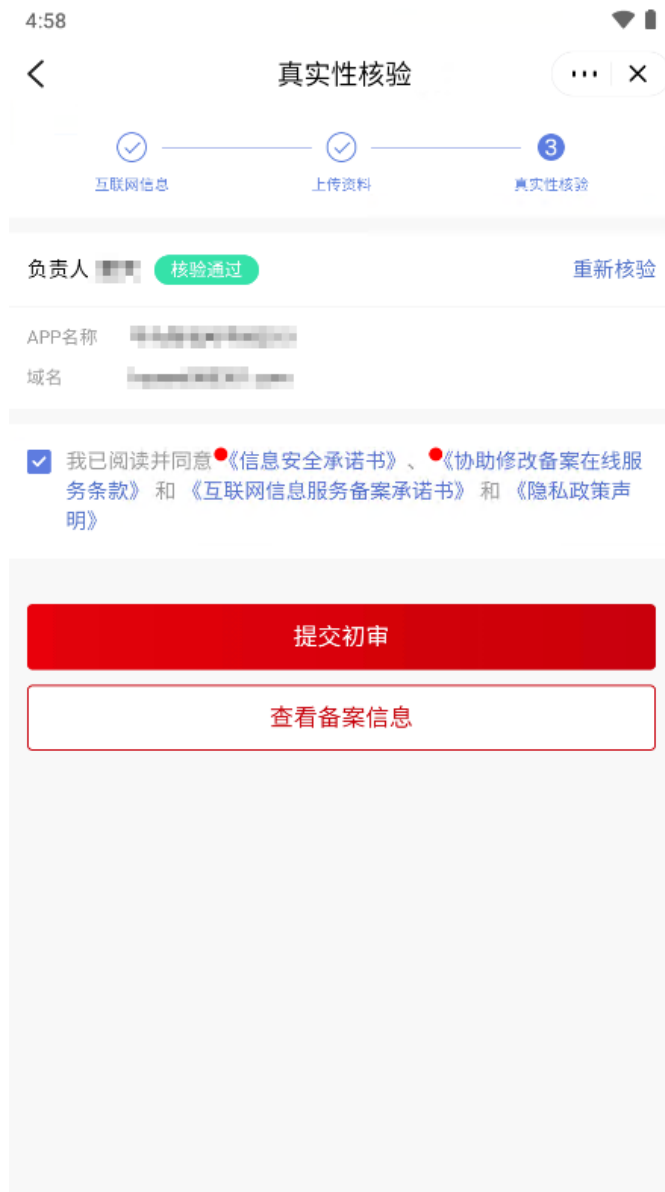 4:58
真实性核验
3
互联网信息 上传资料 真实性核验
负责人 核验通过 重新核验
APP名称
域名
我已阅读并同意《信息安全承诺书》、《协助修改备案在线服
务条款》 和 《互联网信息服务备案承诺书》 和 《隐私政策声
明》
提交初审
查看备案信息